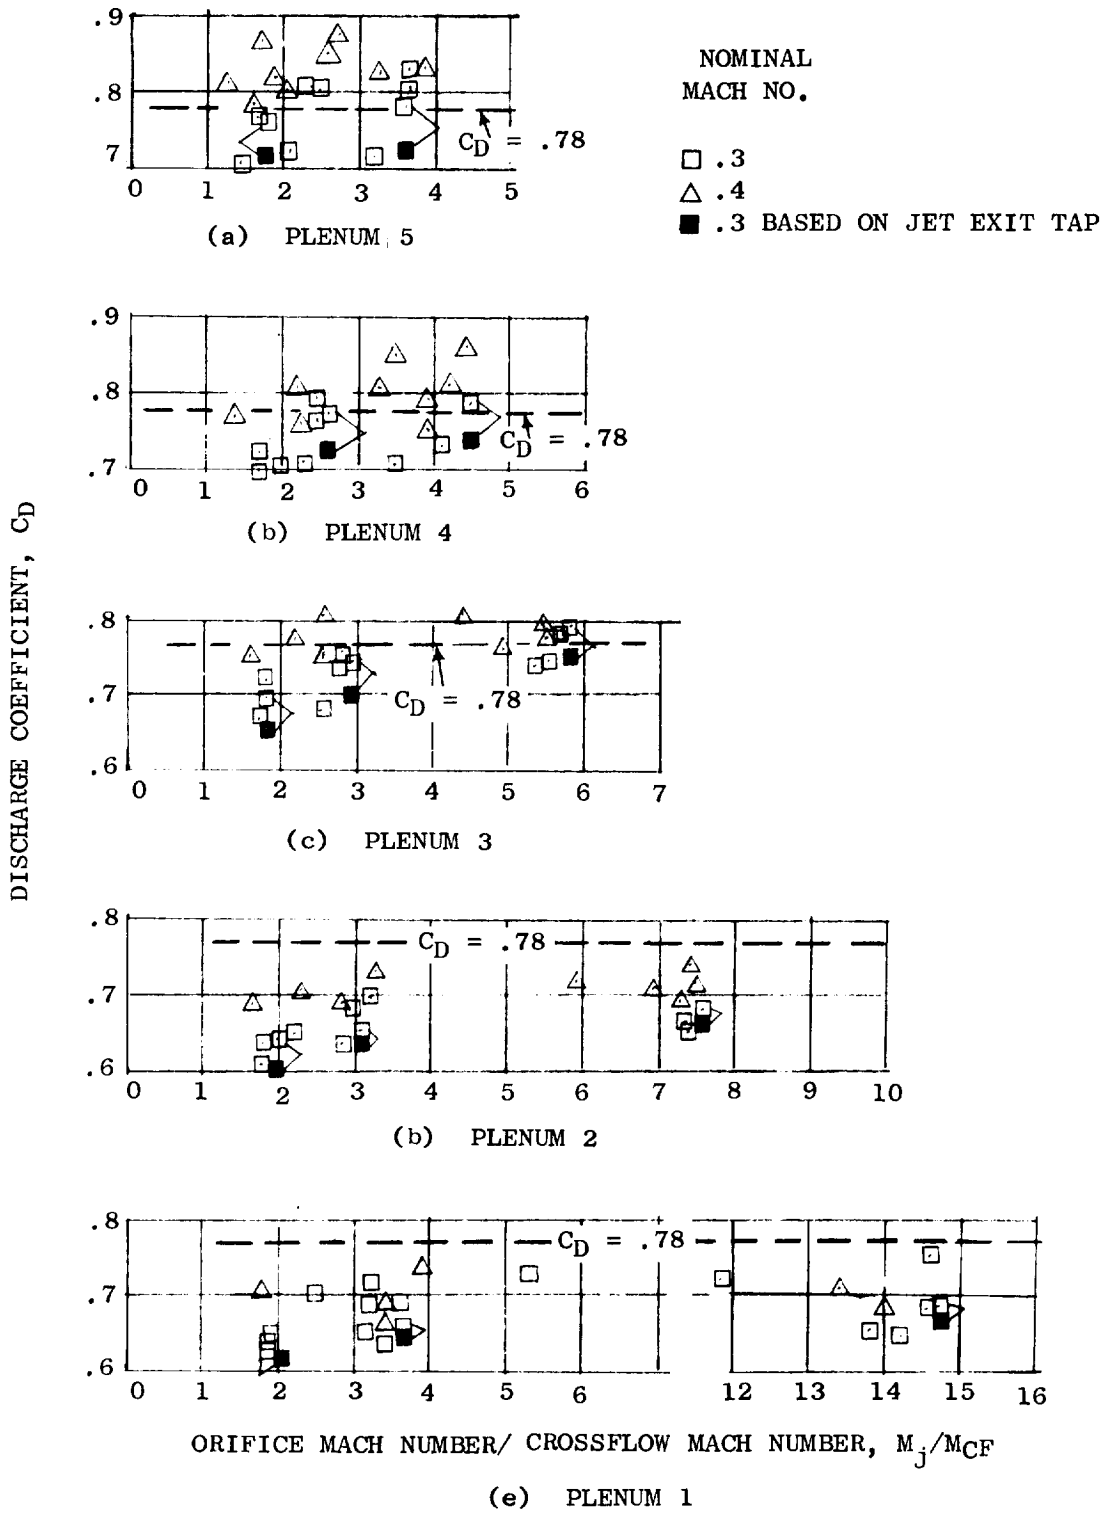 .9
.8
7
0 1 2 3 4 5
C_D = .78
(a) PLENUM 5
NOMINAL
MACH NO.
□ .3
△ .4
■ .3 BASED ON JET EXIT TAP
.9
.8
.7
0 1 2 3 4 5 6
C_D = .78
(b) PLENUM 4
DISCHARGE COEFFICIENT, C_D
.8
.7
.6
0 1 2 3 4 5 6 7
C_D = .78
(c) PLENUM 3
.8
.7
.6
0 1 2 3 4 5 6 7 8 9 10
C_D = .78
(b) PLENUM 2
.8
.7
.6
0 1 2 3 4 5 6 12 13 14 15 16
C_D = .78
ORIFICE MACH NUMBER/ CROSSFLOW MACH NUMBER, M_j/M_CF
(e) PLENUM 1